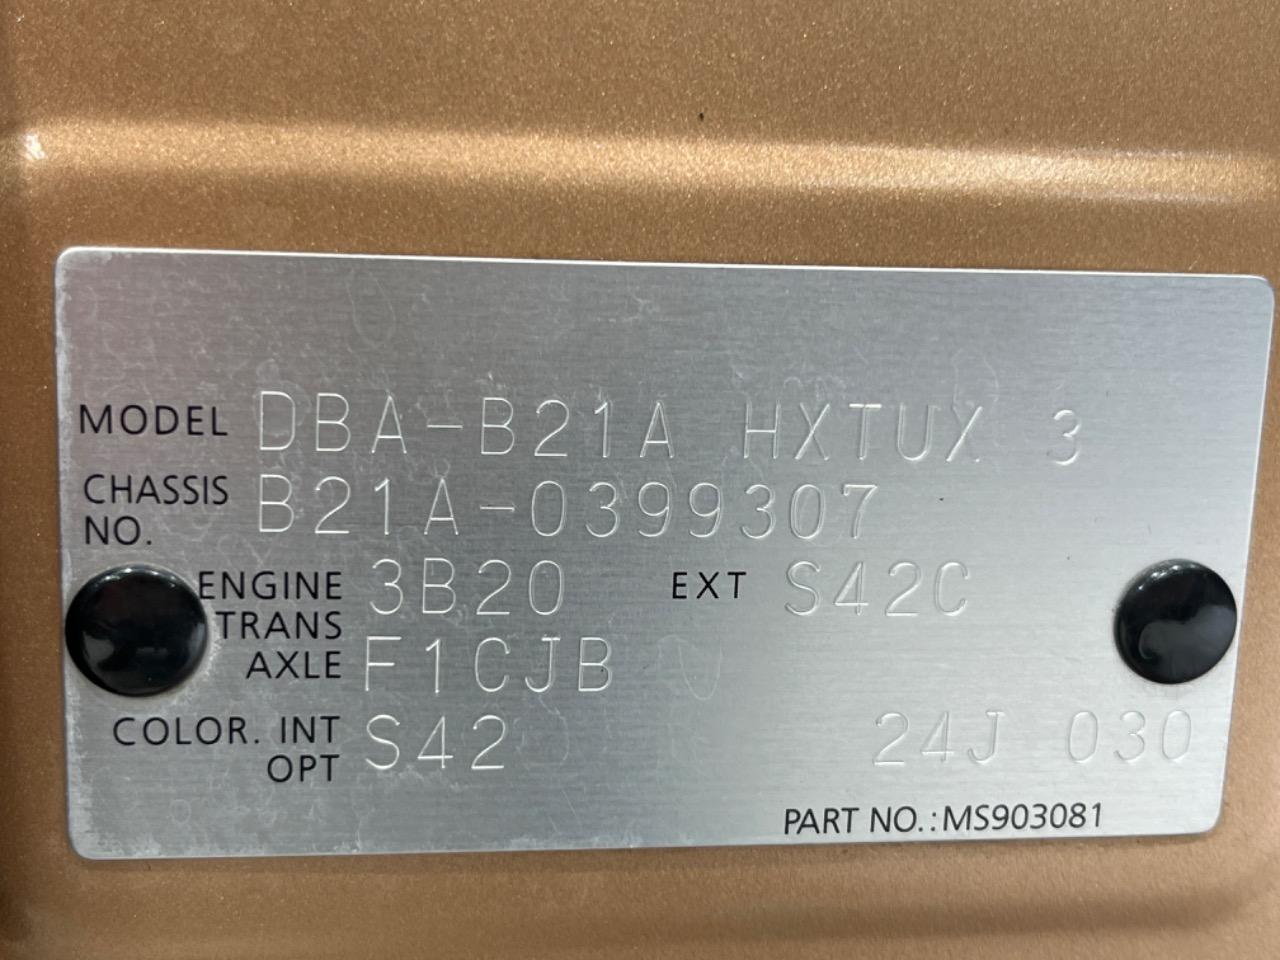 MODEL DBA-B21A HXTUX 3
CHASSIS NO. B21A-0399307
ENGINE 3B20 EXT S42C
TRANS
AXLE F1CJB
COLOR. INT S42 24J 030
OPT
PART NO.:MS903081